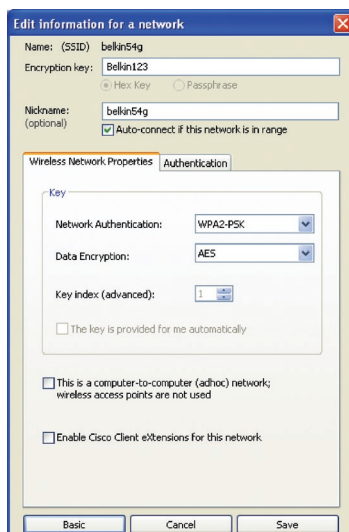 Edit information for a network
Name: (SSID) belkin54g
Encryption key: Belkin123
Hex Key Passphrase
Nickname: belkin54g
(optional)
Auto-connect if this network is in range
Wireless Network Properties Authentication
Key
Network Authentication: WPA2-PSK
Data Encryption: AES
Key index (advanced): 1
The key is provided for me automatically
This is a computer-to-computer (adhoc) network;
wireless access points are not used
Enable Cisco Client eXtensions for this network
Basic Cancel Save